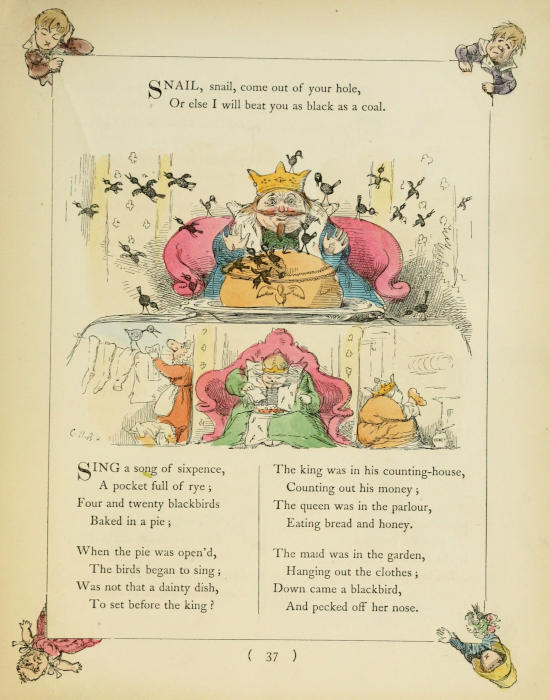 SNAIL, snail, come out of your hole,
Or else I will beat you as black as a coal.
SING a song of sixpence,
A pocket full of rye;
Four and twenty blackbirds
Baked in a pie;
When the pie was open'd,
The birds began to sing;
Was not that a dainty dish,
To set before the king?
The king was in his counting-house,
Counting out his money;
The queen was in the parlour,
Eating bread and honey.
The maid was in the garden,
Hanging out the clothes;
Down came a blackbird,
And pecked off her nose.
( 37 )